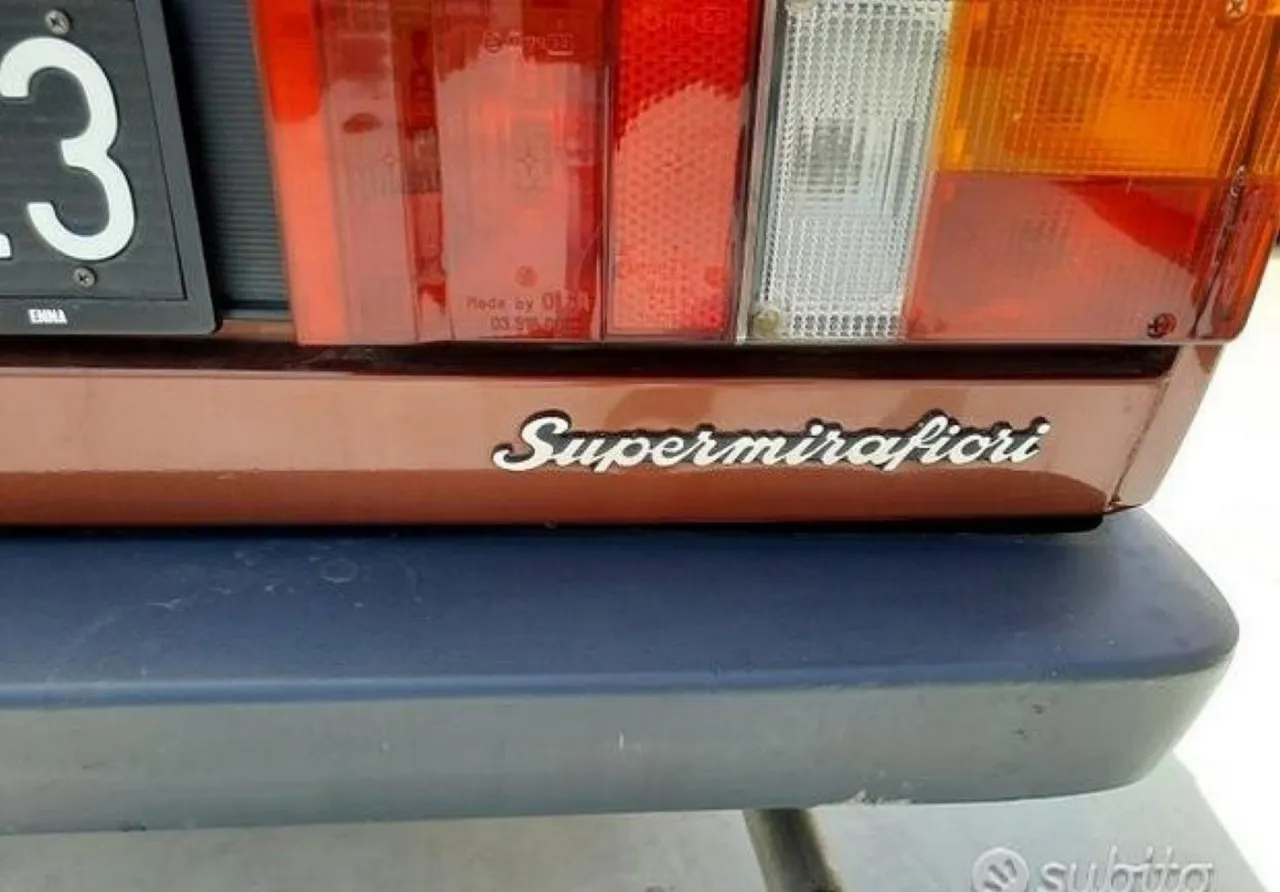 3
ENNA
Made by
Supermirafiori
subito